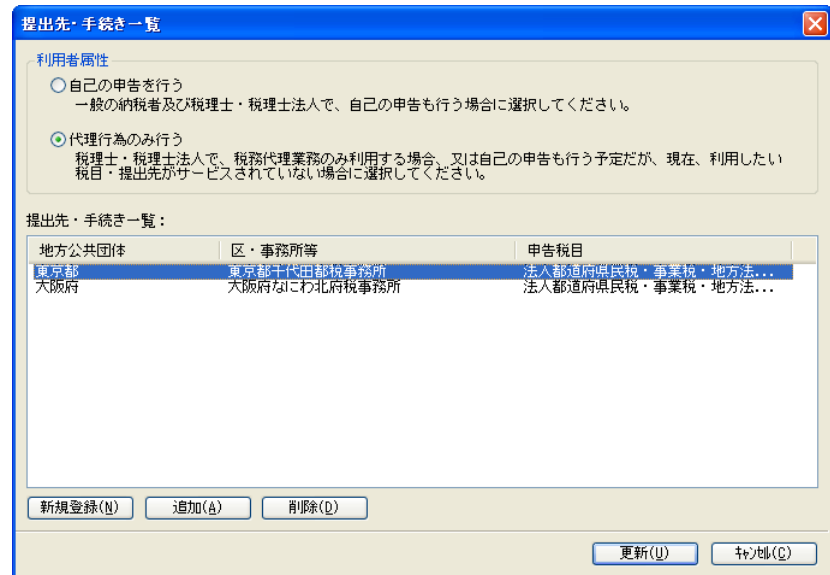 提出先・手続き一覧
利用者属性
自己の申告を行う
一般の納税者及び税理士・税理士法人で、自己の申告も行う場合に選択してください。
代理行為のみ行う
税理士・税理士法人で、税務代理業務のみ利用する場合、又は自己の申告も行う予定だが、現在、利用したい
税目・提出先がサービスされていない場合に選択してください。
提出先・手続き一覧：
地方公共団体 区・事務所等 申告税目
東京都 東京都千代田都税事務所 法人都道府県民税・事業税・地方法...
大阪府 大阪府なにわ北府税事務所 法人都道府県民税・事業税・地方法...
新規登録(N) 追加(A) 削除(D)
更新(U) ｷｬﾝｾﾙ(C)